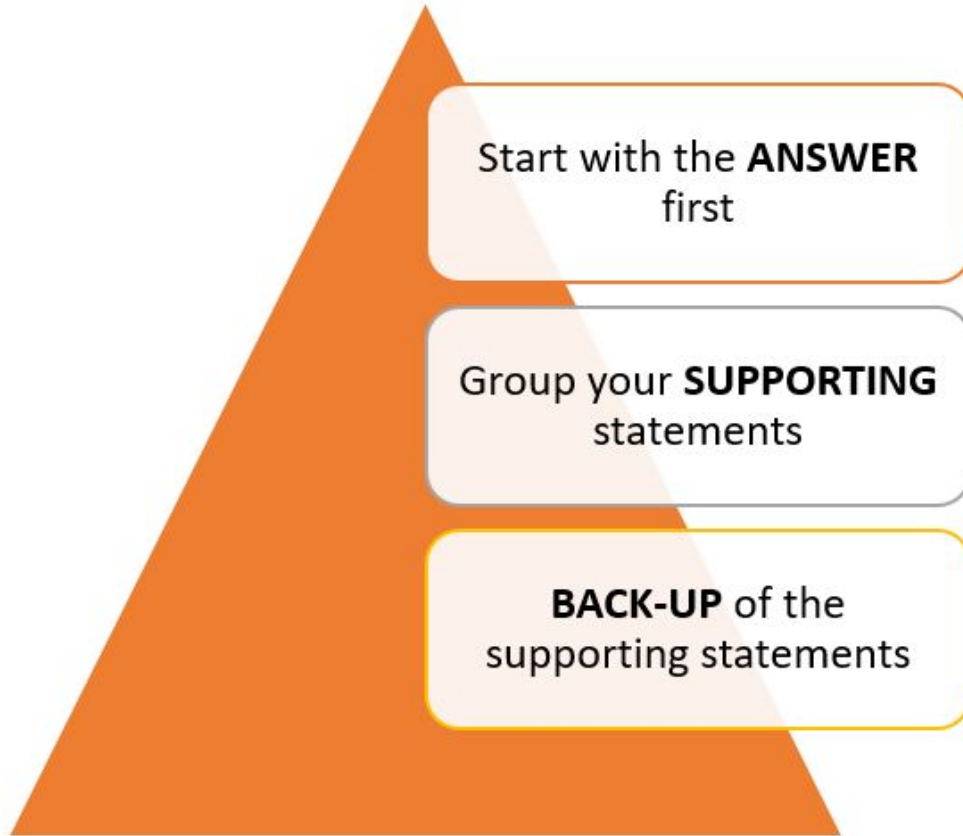 Start with the ANSWER
first
Group your SUPPORTING
statements
BACK-UP of the
supporting statements